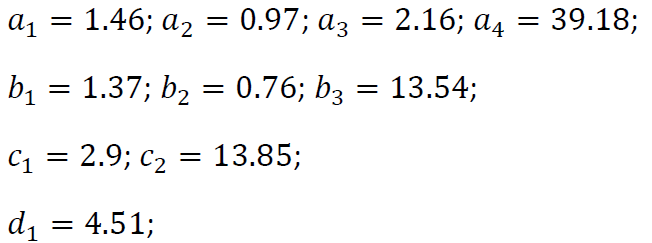 a₁ = 1.46; a₂ = 0.97; a₃ = 2.16; a₄ = 39.18;
b₁ = 1.37; b₂ = 0.76; b₃ = 13.54;
c₁ = 2.9; c₂ = 13.85;
d₁ = 4.51;